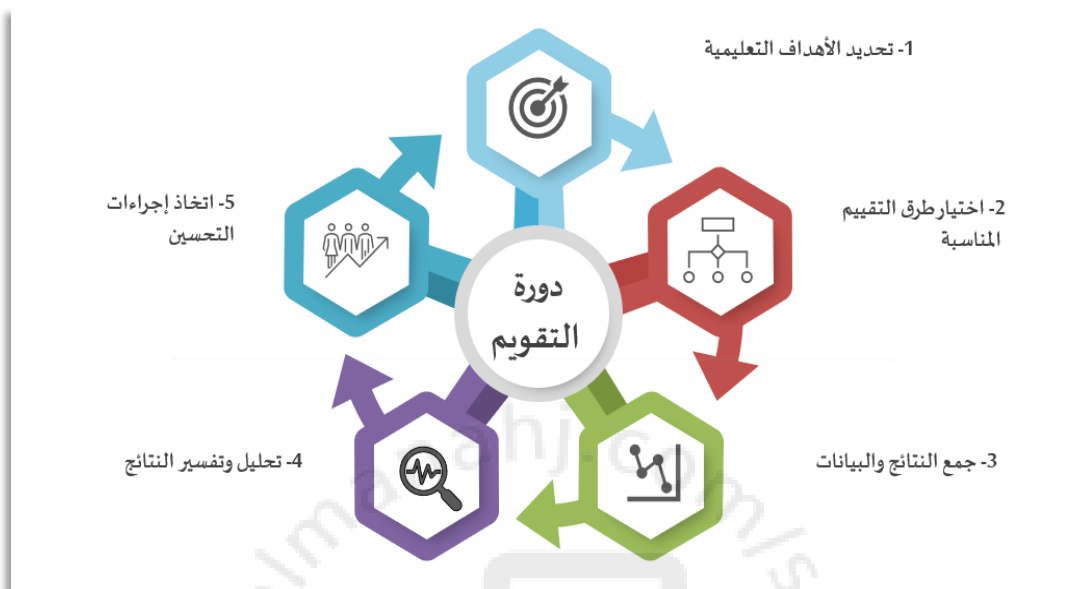 1- تحديد الأهداف التعليمية
2- اختيار طرق التقييم
المناسبة
3- جمع النتائج والبيانات
4- تحليل وتفسير النتائج
5- اتخاذ إجراءات
التحسين
دورة
التقويم